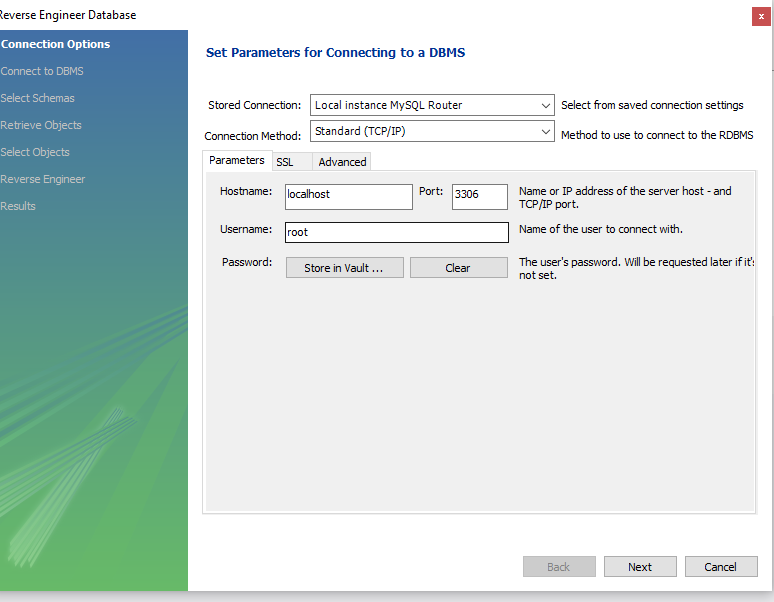 Reverse Engineer Database
x
Connection Options
Connect to DBMS
Select Schemas
Retrieve Objects
Select Objects
Reverse Engineer
Results
Set Parameters for Connecting to a DBMS
Stored Connection: Local instance MySQL Router Select from saved connection settings
Connection Method: Standard (TCP/IP) Method to use to connect to the RDBMS
Parameters SSL Advanced
Hostname: localhost Port: 3306 Name or IP address of the server host - and
TCP/IP port.
Username: root Name of the user to connect with.
Password: Store in Vault ... Clear The user's password. Will be requested later if it's
not set.
Back Next Cancel